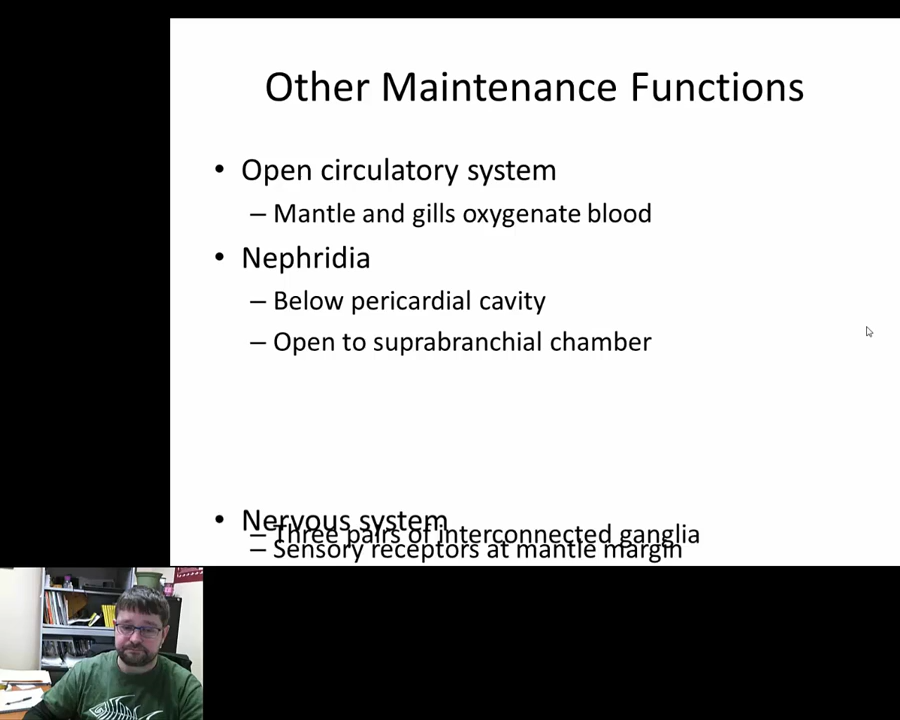 Other Maintenance Functions
• Open circulatory system
– Mantle and gills oxygenate blood
• Nephridia
– Below pericardial cavity
– Open to suprabranchial chamber
• Nervous system
– Three pairs of interconnected ganglia
– Sensory receptors at mantle margin